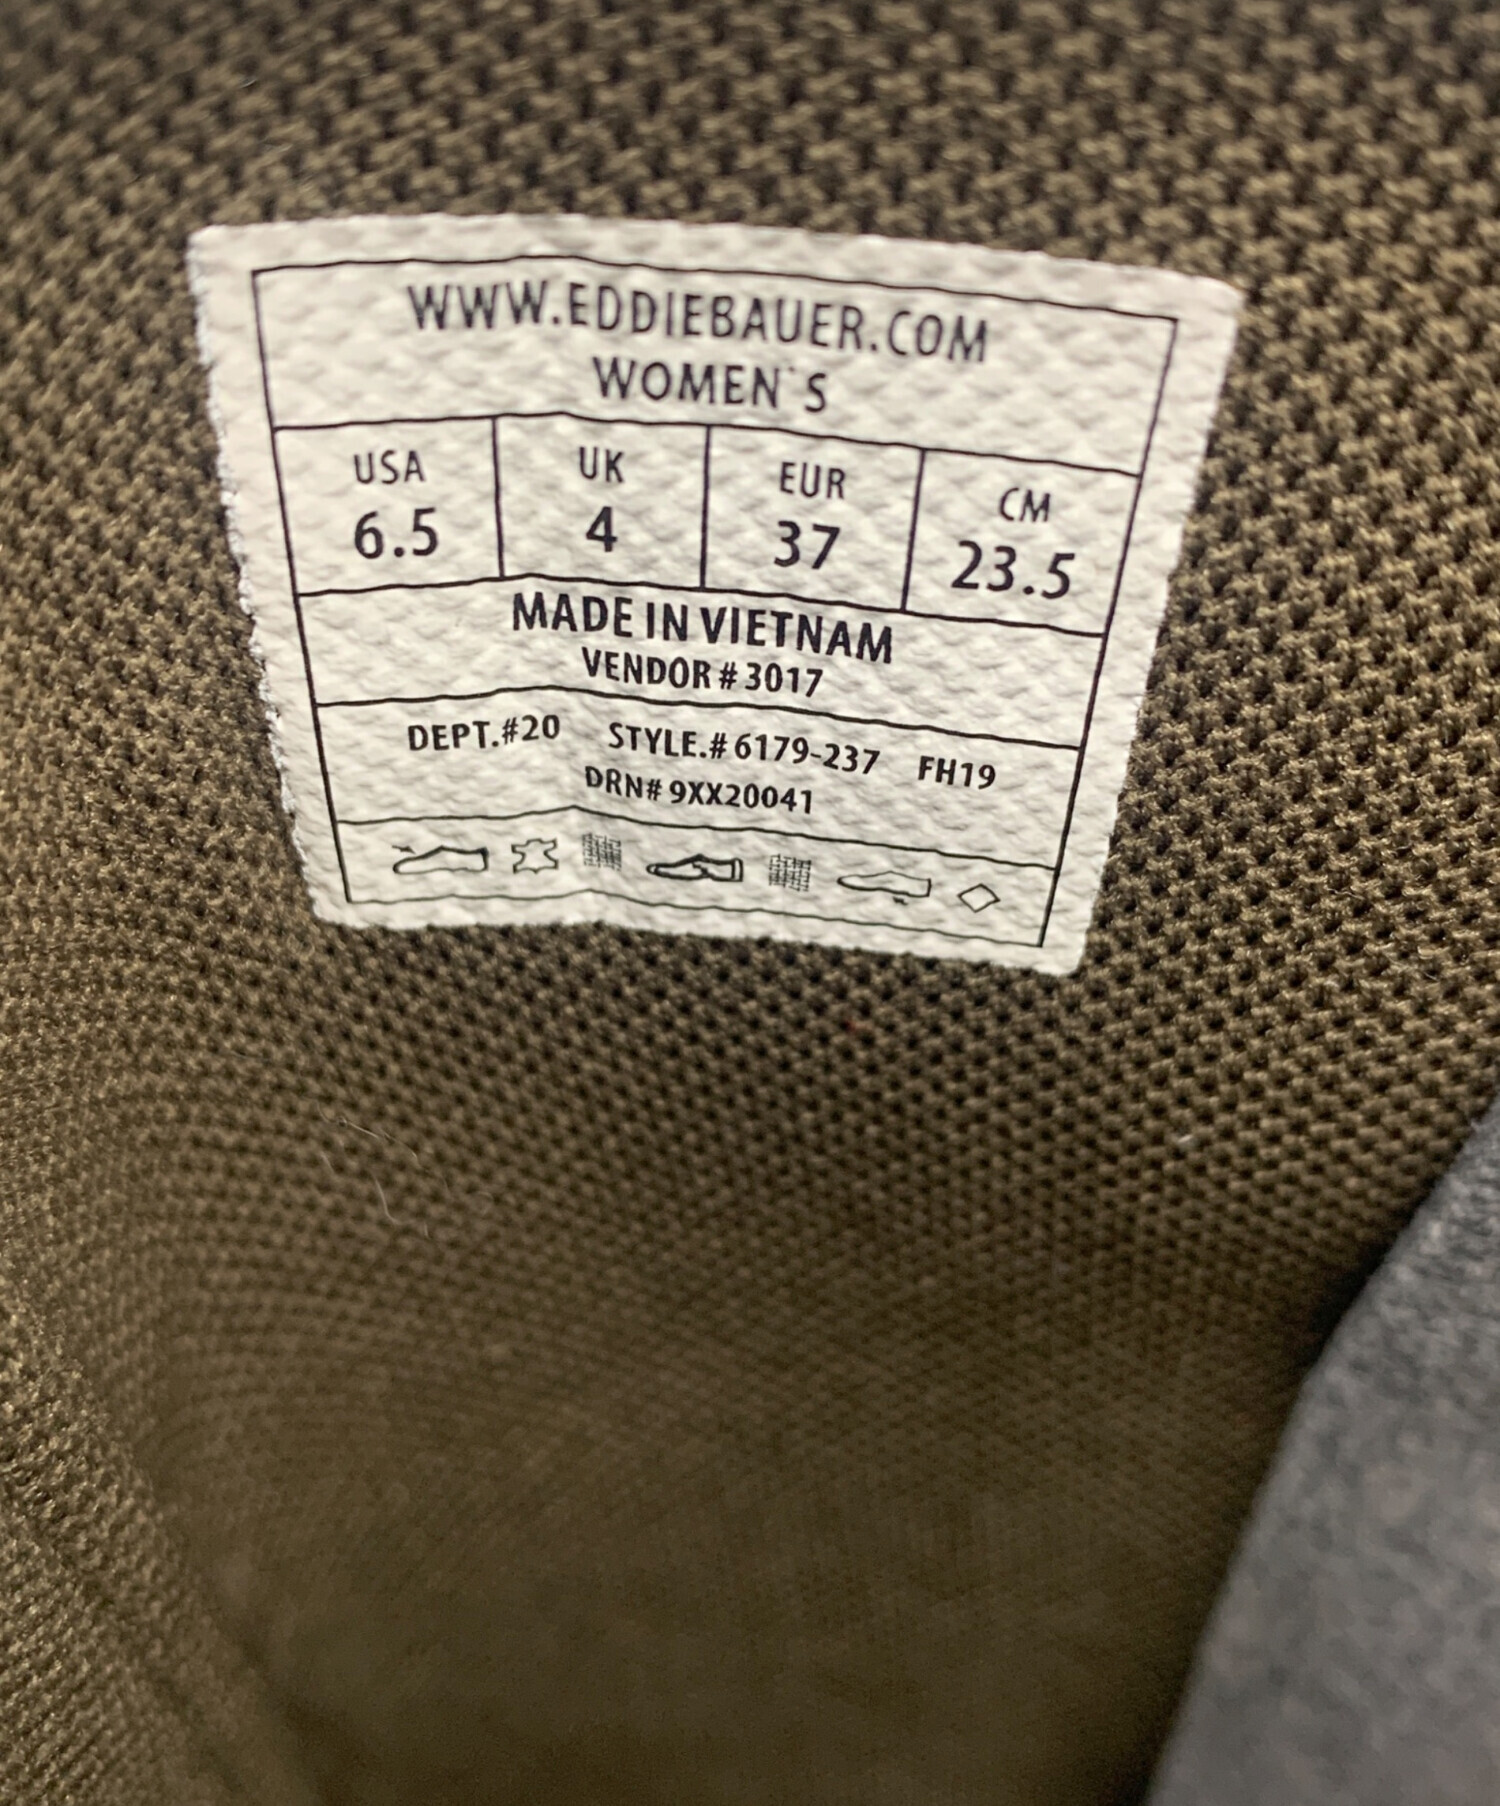 WWW.EDDIEBAUER.COM
WOMEN`S
USA UK EUR CM
6.5 4 37 23.5
MADE IN VIETNAM
VENDOR # 3017
DEPT.#20 STYLE.# 6179-237 FH19
DRN# 9XX20041